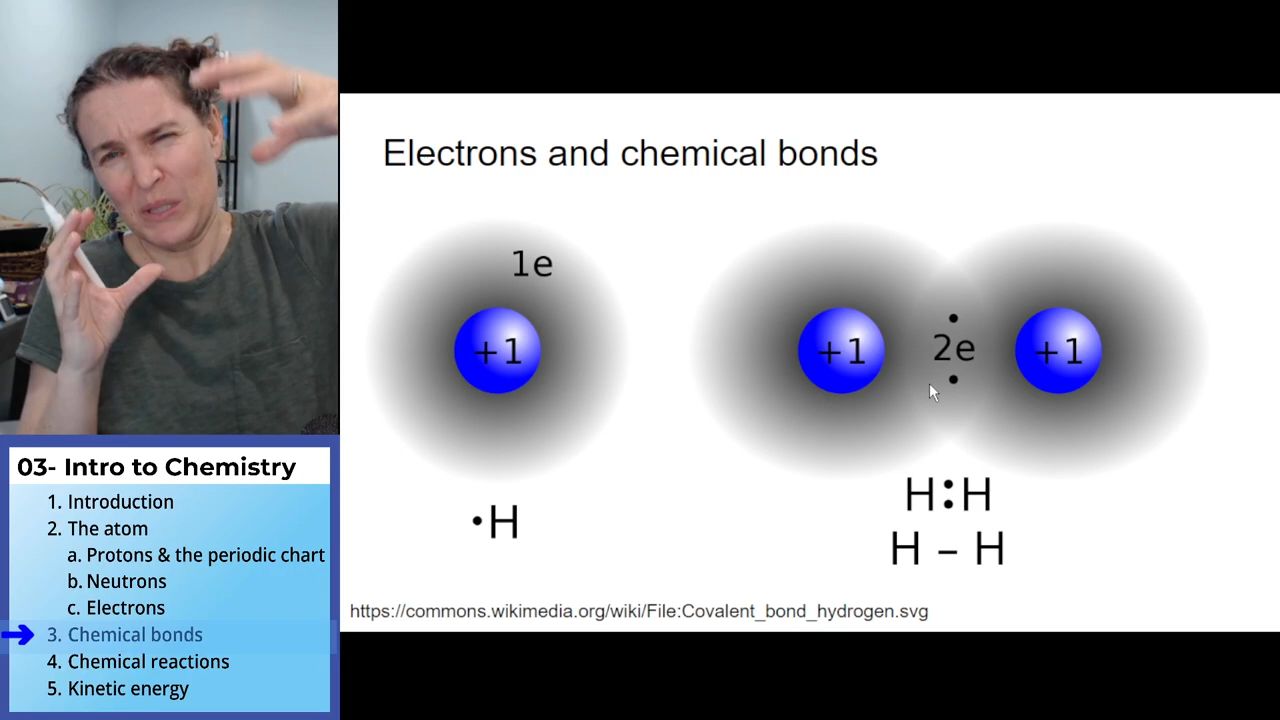 Electrons and chemical bonds
1e
+1
+1
2e
+1
•H
H:H
H – H
https://commons.wikimedia.org/wiki/File:Covalent_bond_hydrogen.svg
03- Intro to Chemistry
1. Introduction
2. The atom
a. Protons & the periodic chart
b. Neutrons
c. Electrons
3. Chemical bonds
4. Chemical reactions
5. Kinetic energy